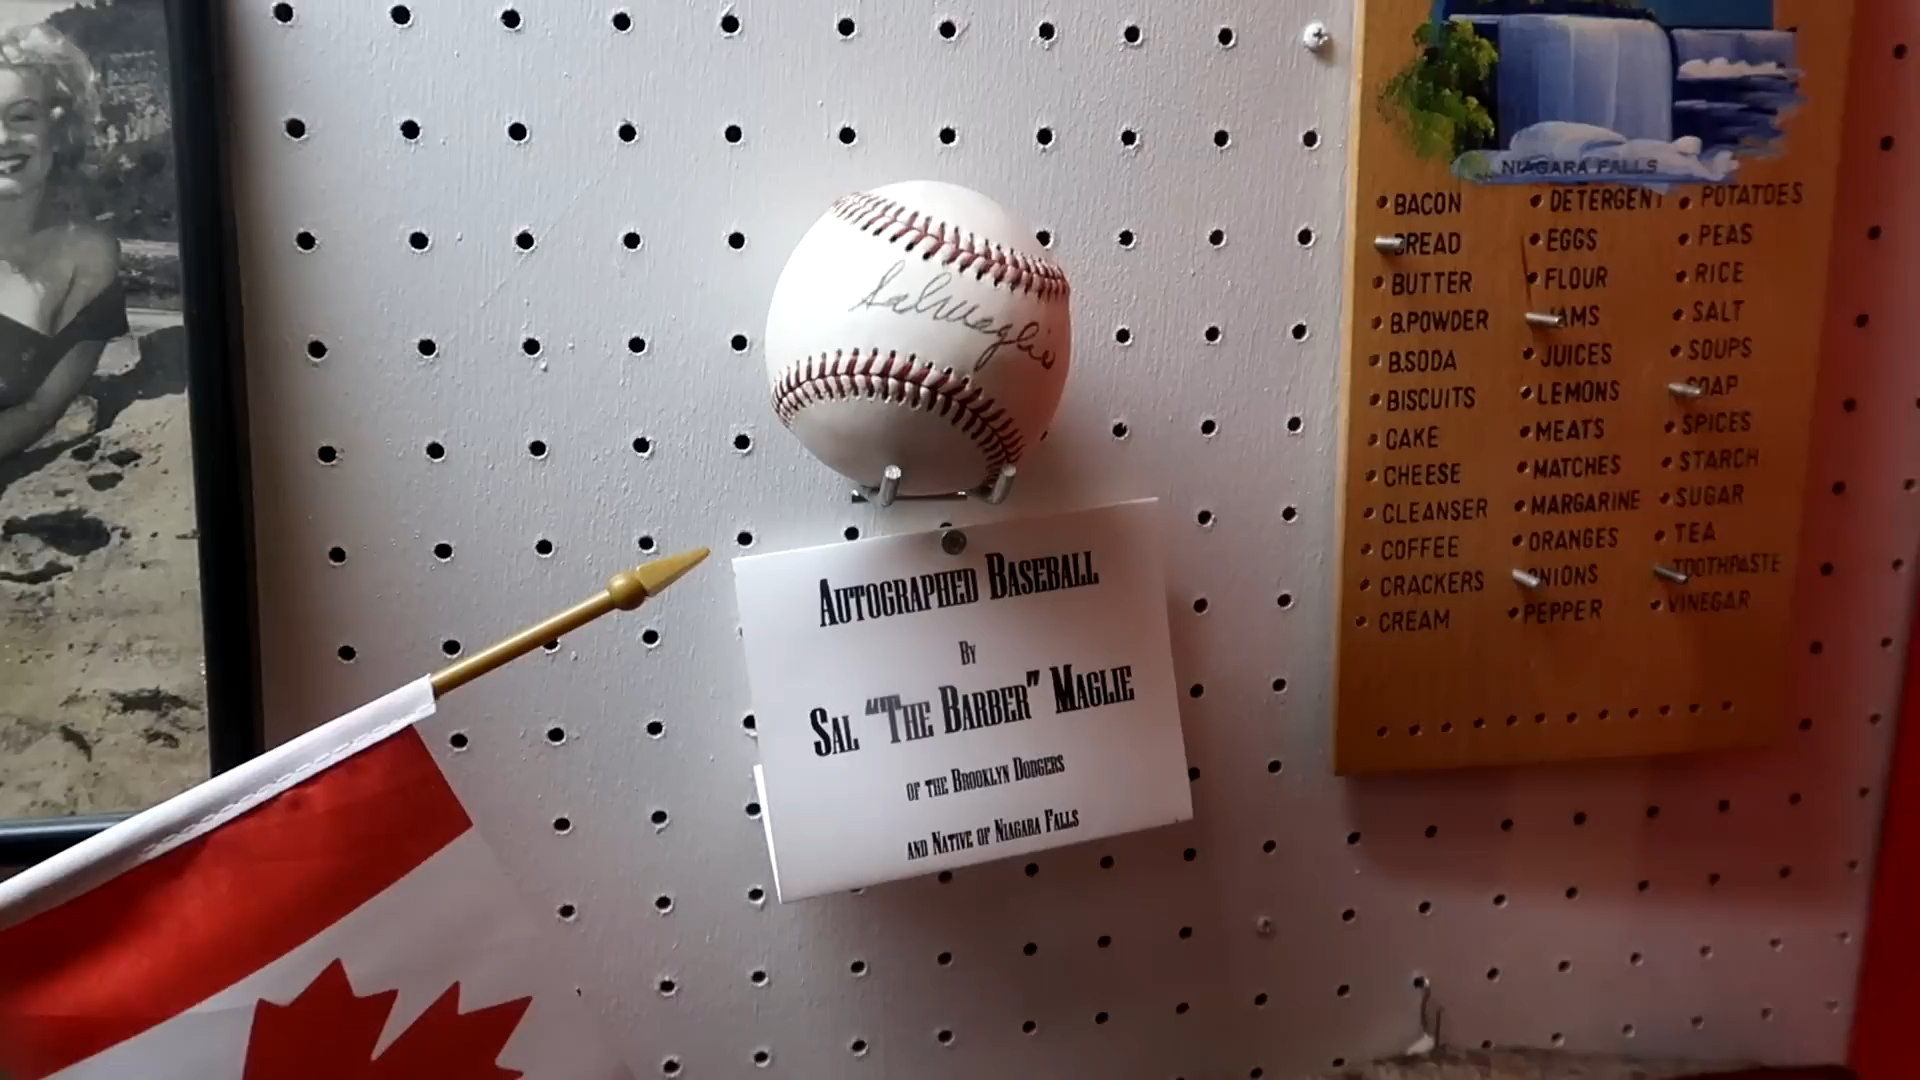 Sal Maglie
AUTOGRAPHED BASEBALL
BY
SAL “THE BARBER” MAGLIE
OF THE BROOKLYN DODGERS
AND NATIVE OF NIAGARA FALLS
NIAGARA FALLS
BACON
BREAD
BUTTER
B.POWDER
B.SODA
BISCUITS
CAKE
CHEESE
CLEANSER
COFFEE
CRACKERS
CREAM
DETERGENT
EGGS
FLOUR
JAMS
JUICES
LEMONS
MEATS
MATCHES
MARGARINE
ORANGES
ONIONS
PEPPER
POTATOES
PEAS
RICE
SALT
SOUPS
SOAP
SPICES
STARCH
SUGAR
TEA
TOOTHPASTE
VINEGAR